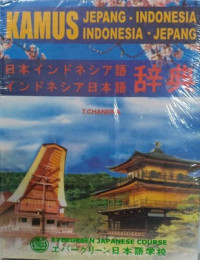 KAMUS
JEPANG - INDONESIA
INDONESIA - JEPANG
日本インドネシア語
インドネシア日本語
辞典
T.CHANDRA
EVERGREEN JAPANESE COURSE
エバーグリーン日本語学校